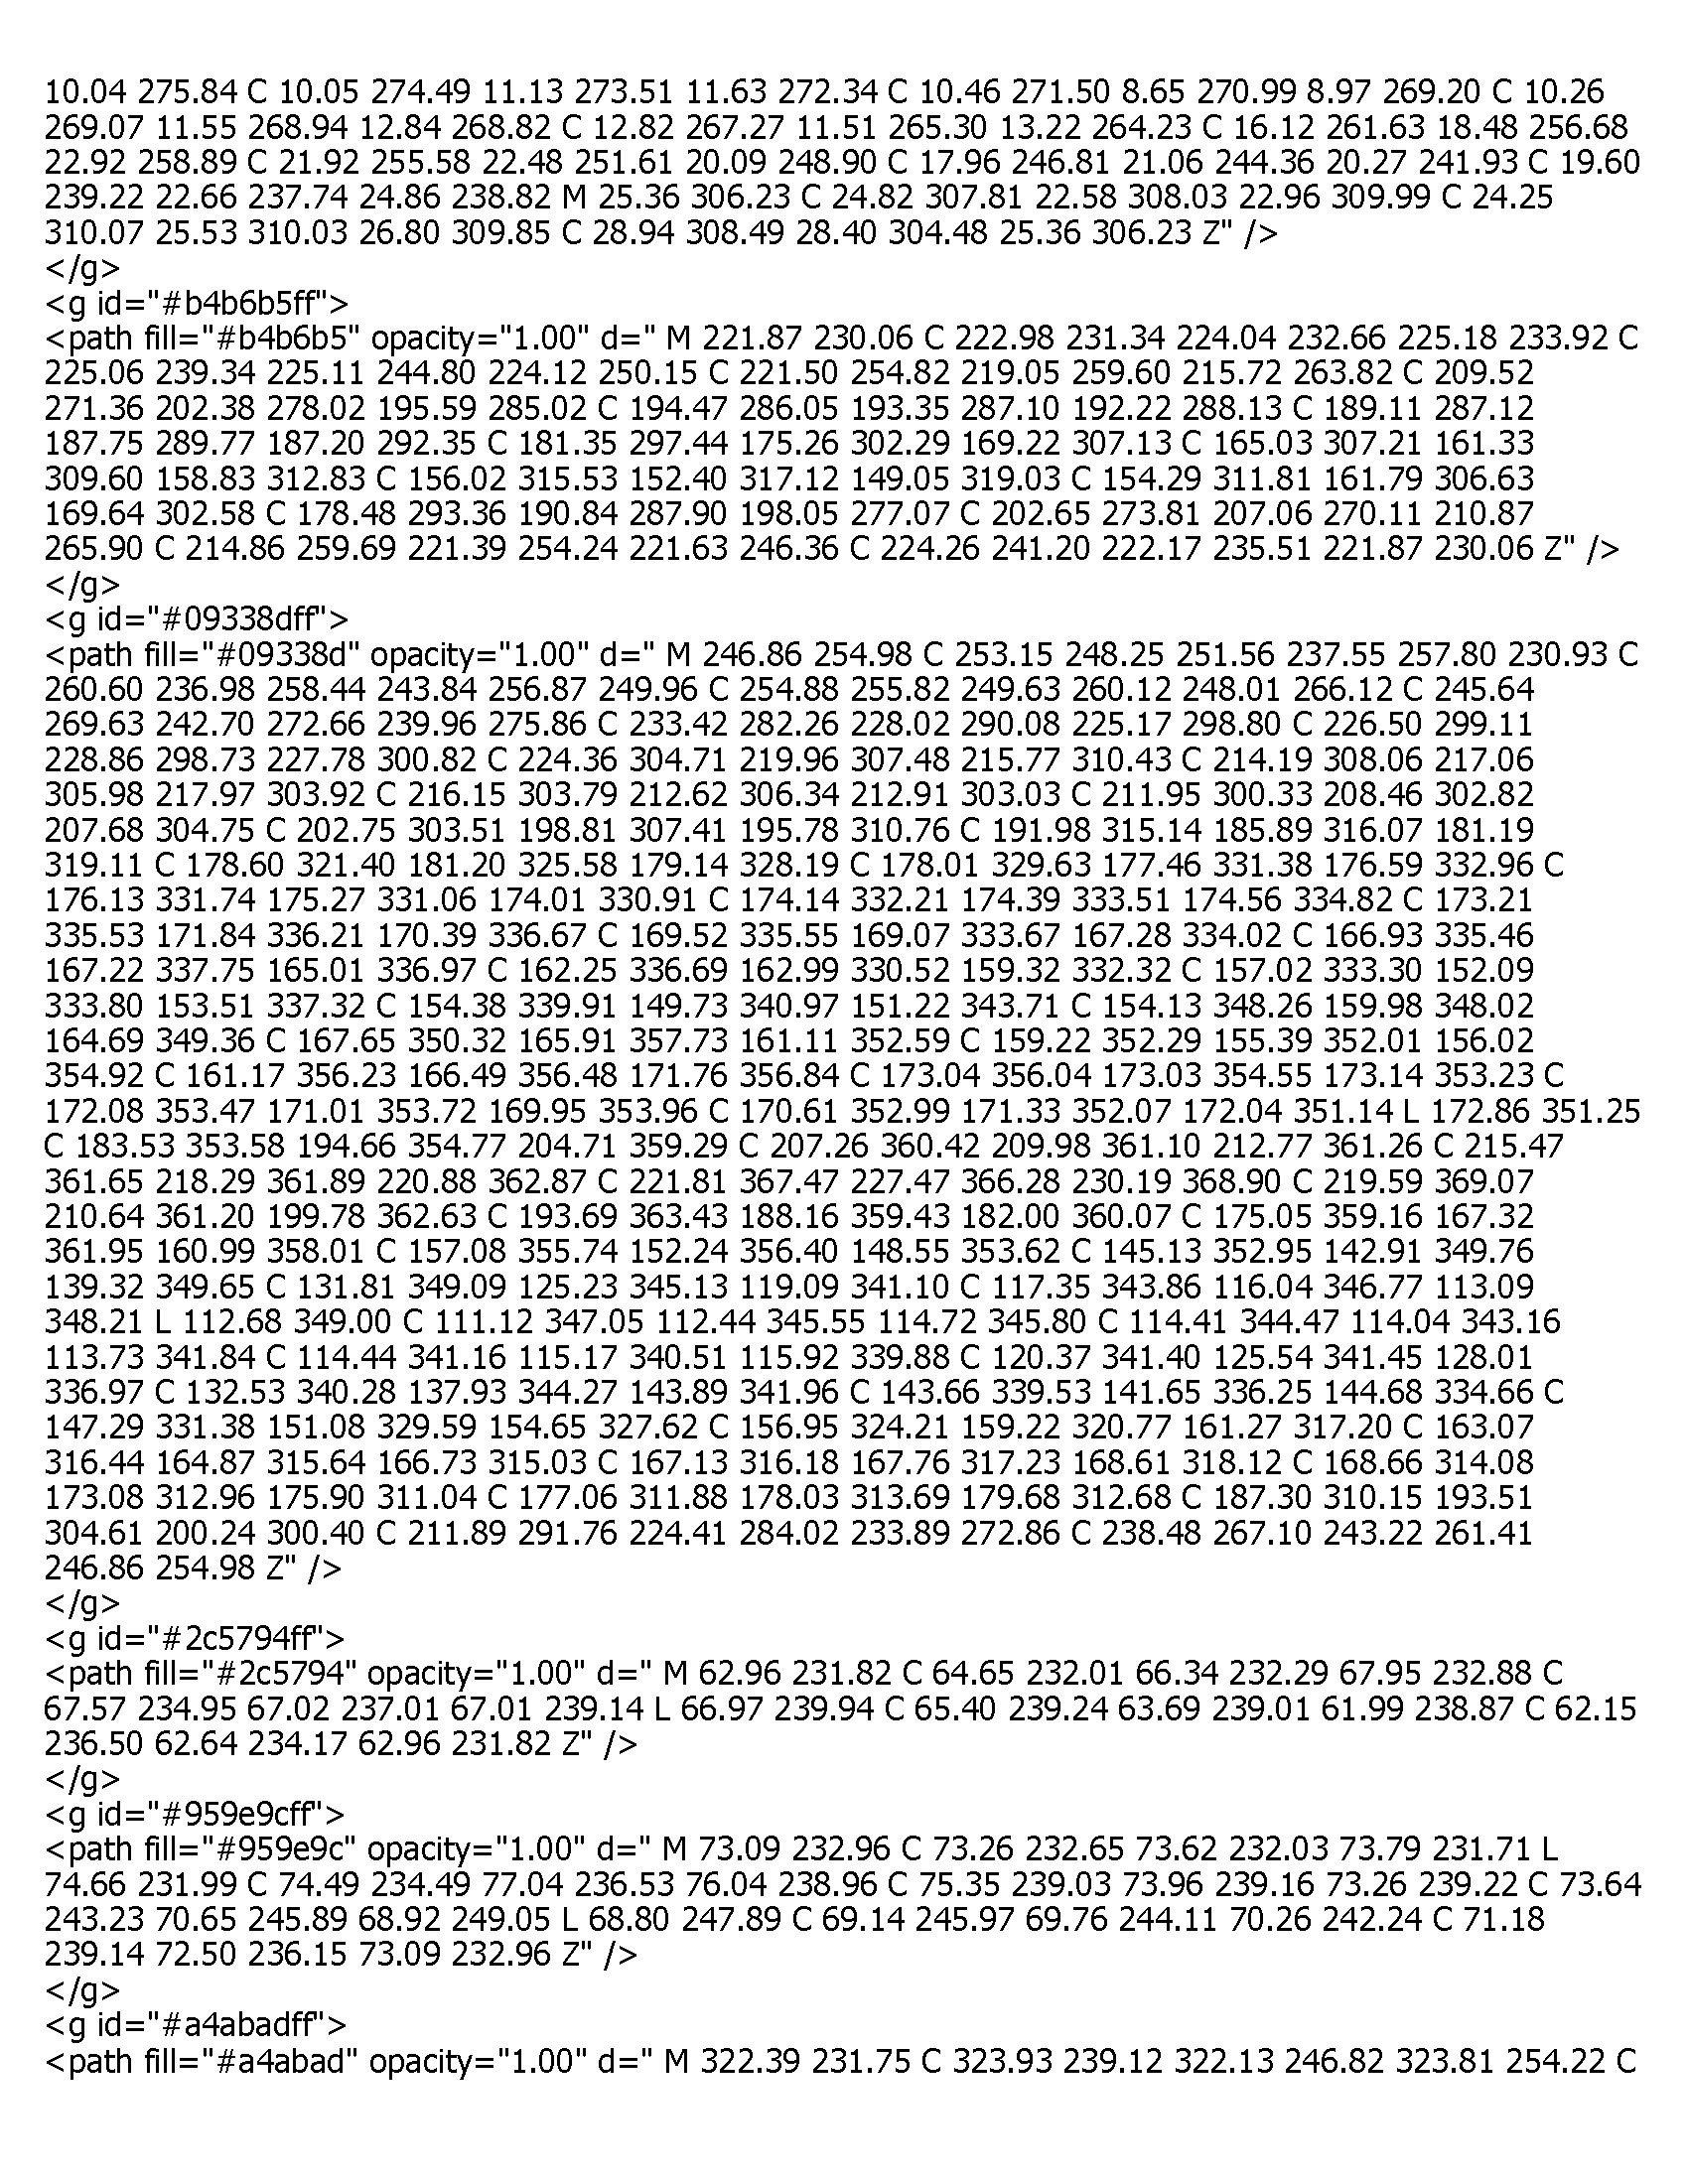 10.04 275.84 C 10.05 274.49 11.13 273.51 11.63 272.34 C 10.46 271.50 8.65 270.99 8.97 269.20 C 10.26
269.07 11.55 268.94 12.84 268.82 C 12.82 267.27 11.51 265.30 13.22 264.23 C 16.12 261.63 18.48 256.68
22.92 258.89 C 21.92 255.58 22.48 251.61 20.09 248.90 C 17.96 246.81 21.06 244.36 20.27 241.93 C 19.60
239.22 22.66 237.74 24.86 238.82 M 25.36 306.23 C 24.82 307.81 22.58 308.03 22.96 309.99 C 24.25
310.07 25.53 310.03 26.80 309.85 C 28.94 308.49 28.40 304.48 25.36 306.23 Z" />
</g>
<g id="#b4b6b5ff">
<path fill="#b4b6b5" opacity="1.00" d=" M 221.87 230.06 C 222.98 231.34 224.04 232.66 225.18 233.92 C
225.06 239.34 225.11 244.80 224.12 250.15 C 221.50 254.82 219.05 259.60 215.72 263.82 C 209.52
271.36 202.38 278.02 195.59 285.02 C 194.47 286.05 193.35 287.10 192.22 288.13 C 189.11 287.12
187.75 289.77 187.20 292.35 C 181.35 297.44 175.26 302.29 169.22 307.13 C 165.03 307.21 161.33
309.60 158.83 312.83 C 156.02 315.53 152.40 317.12 149.05 319.03 C 154.29 311.81 161.79 306.63
169.64 302.58 C 178.48 293.36 190.84 287.90 198.05 277.07 C 202.65 273.81 207.06 270.11 210.87
265.90 C 214.86 259.69 221.39 254.24 221.63 246.36 C 224.26 241.20 222.17 235.51 221.87 230.06 Z" />
</g>
<g id="#09338dff">
<path fill="#09338d" opacity="1.00" d=" M 246.86 254.98 C 253.15 248.25 251.56 237.55 257.80 230.93 C
260.60 236.98 258.44 243.84 256.87 249.96 C 254.88 255.82 249.63 260.12 248.01 266.12 C 245.64
269.63 242.70 272.66 239.96 275.86 C 233.42 282.26 228.02 290.08 225.17 298.80 C 226.50 299.11
228.86 298.73 227.78 300.82 C 224.36 304.71 219.96 307.48 215.77 310.43 C 214.19 308.06 217.06
305.98 217.97 303.92 C 216.15 303.79 212.62 306.34 212.91 303.03 C 211.95 300.33 208.46 302.82
207.68 304.75 C 202.75 303.51 198.81 307.41 195.78 310.76 C 191.98 315.14 185.89 316.07 181.19
319.11 C 178.60 321.40 181.20 325.58 179.14 328.19 C 178.01 329.63 177.46 331.38 176.59 332.96 C
176.13 331.74 175.27 331.06 174.01 330.91 C 174.14 332.21 174.39 333.51 174.56 334.82 C 173.21
335.53 171.84 336.21 170.39 336.67 C 169.52 335.55 169.07 333.67 167.28 334.02 C 166.93 335.46
167.22 337.75 165.01 336.97 C 162.25 336.69 162.99 330.52 159.32 332.32 C 157.02 333.30 152.09
333.80 153.51 337.32 C 154.38 339.91 149.73 340.97 151.22 343.71 C 154.13 348.26 159.98 348.02
164.69 349.36 C 167.65 350.32 165.91 357.73 161.11 352.59 C 159.22 352.29 155.39 352.01 156.02
354.92 C 161.17 356.23 166.49 356.48 171.76 356.84 C 173.04 356.04 173.03 354.55 173.14 353.23 C
172.08 353.47 171.01 353.72 169.95 353.96 C 170.61 352.99 171.33 352.07 172.04 351.14 L 172.86 351.25
C 183.53 353.58 194.66 354.77 204.71 359.29 C 207.26 360.42 209.98 361.10 212.77 361.26 C 215.47
361.65 218.29 361.89 220.88 362.87 C 221.81 367.47 227.47 366.28 230.19 368.90 C 219.59 369.07
210.64 361.20 199.78 362.63 C 193.69 363.43 188.16 359.43 182.00 360.07 C 175.05 359.16 167.32
361.95 160.99 358.01 C 157.08 355.74 152.24 356.40 148.55 353.62 C 145.13 352.95 142.91 349.76
139.32 349.65 C 131.81 349.09 125.23 345.13 119.09 341.10 C 117.35 343.86 116.04 346.77 113.09
348.21 L 112.68 349.00 C 111.12 347.05 112.44 345.55 114.72 345.80 C 114.41 344.47 114.04 343.16
113.73 341.84 C 114.44 341.16 115.17 340.51 115.92 339.88 C 120.37 341.40 125.54 341.45 128.01
336.97 C 132.53 340.28 137.93 344.27 143.89 341.96 C 143.66 339.53 141.65 336.25 144.68 334.66 C
147.29 331.38 151.08 329.59 154.65 327.62 C 156.95 324.21 159.22 320.77 161.27 317.20 C 163.07
316.44 164.87 315.64 166.73 315.03 C 167.13 316.18 167.76 317.23 168.61 318.12 C 168.66 314.08
173.08 312.96 175.90 311.04 C 177.06 311.88 178.03 313.69 179.68 312.68 C 187.30 310.15 193.51
304.61 200.24 300.40 C 211.89 291.76 224.41 284.02 233.89 272.86 C 238.48 267.10 243.22 261.41
246.86 254.98 Z" />
</g>
<g id="#2c5794ff">
<path fill="#2c5794" opacity="1.00" d=" M 62.96 231.82 C 64.65 232.01 66.34 232.29 67.95 232.88 C
67.57 234.95 67.02 237.01 67.01 239.14 L 66.97 239.94 C 65.40 239.24 63.69 239.01 61.99 238.87 C 62.15
236.50 62.64 234.17 62.96 231.82 Z" />
</g>
<g id="#959e9cff">
<path fill="#959e9c" opacity="1.00" d=" M 73.09 232.96 C 73.26 232.65 73.62 232.03 73.79 231.71 L
74.66 231.99 C 74.49 234.49 77.04 236.53 76.04 238.96 C 75.35 239.03 73.96 239.16 73.26 239.22 C 73.64
243.23 70.65 245.89 68.92 249.05 L 68.80 247.89 C 69.14 245.97 69.76 244.11 70.26 242.24 C 71.18
239.14 72.50 236.15 73.09 232.96 Z" />
</g>
<g id="#a4abadff">
<path fill="#a4abad" opacity="1.00" d=" M 322.39 231.75 C 323.93 239.12 322.13 246.82 323.81 254.22 C